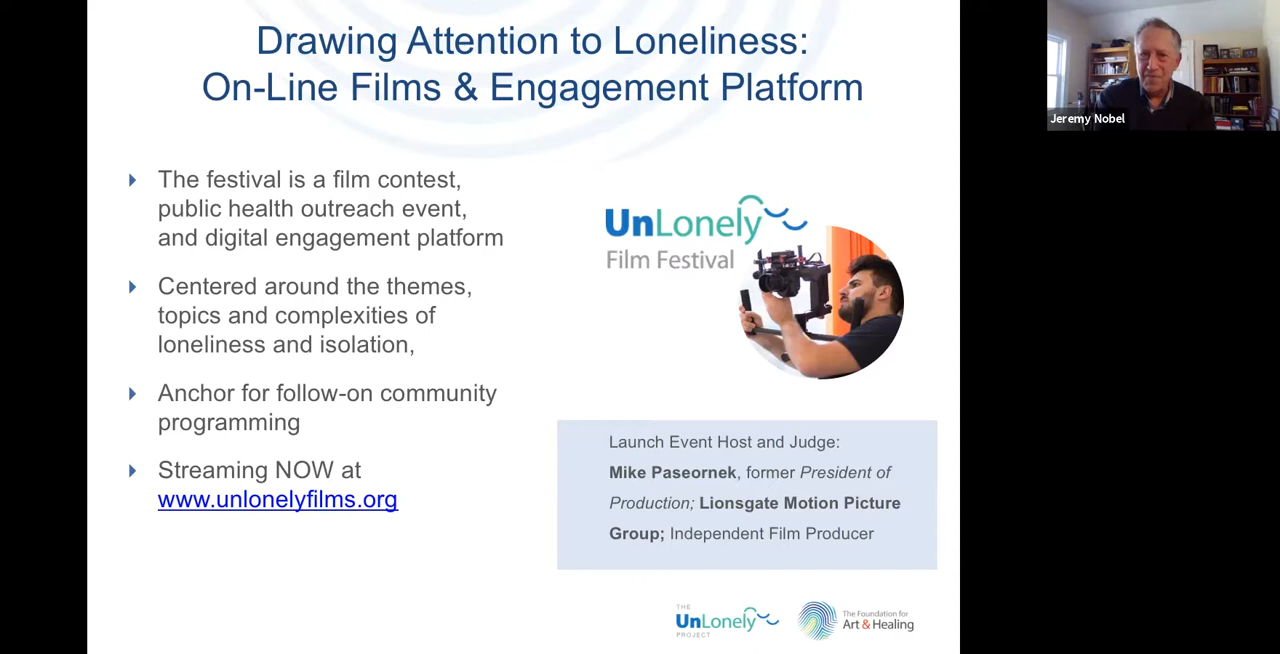 Drawing Attention to Loneliness:
On-Line Films & Engagement Platform
Jeremy Nobel
The festival is a film contest,
public health outreach event,
and digital engagement platform
Centered around the themes,
topics and complexities of
loneliness and isolation,
Anchor for follow-on community
programming
Streaming NOW at
www.unlonelyfilms.org
UnLonely
Film Festival
Launch Event Host and Judge:
Mike Paseornek, former President of
Production; Lionsgate Motion Picture
Group; Independent Film Producer
THE
UnLonely
PROJECT
The Foundation for
Art & Healing